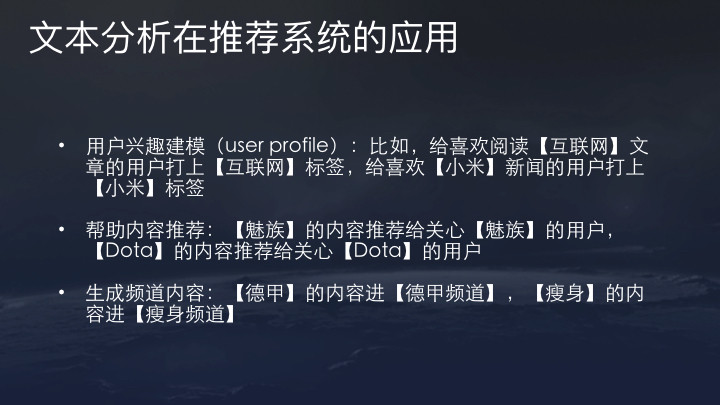 文本分析在推荐系统的应用
• 用户兴趣建模（user profile）：比如，给喜欢阅读【互联网】文
章的用户打上【互联网】标签，给喜欢【小米】新闻的用户打上
【小米】标签
• 帮助内容推荐：【魅族】的内容推荐给关心【魅族】的用户，
【Dota】的内容推荐给关心【Dota】的用户
• 生成频道内容：【德甲】的内容进【德甲频道】，【瘦身】的内
容进【瘦身频道】